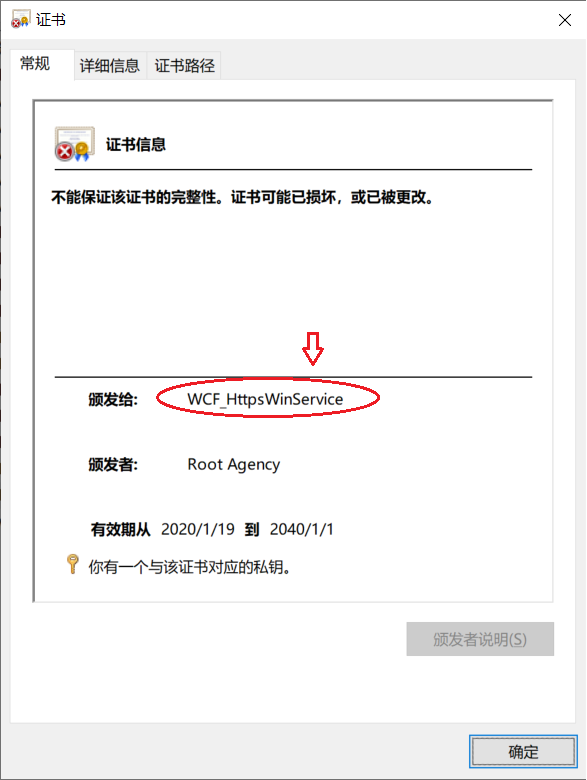 证书
常规 详细信息 证书路径
证书信息
不能保证该证书的完整性。证书可能已损坏，或已被更改。
颁发给: WCF_HttpsWinService
颁发者: Root Agency
有效期从 2020/1/19 到 2040/1/1
你有一个与该证书对应的私钥。
颁发者说明(S)
确定